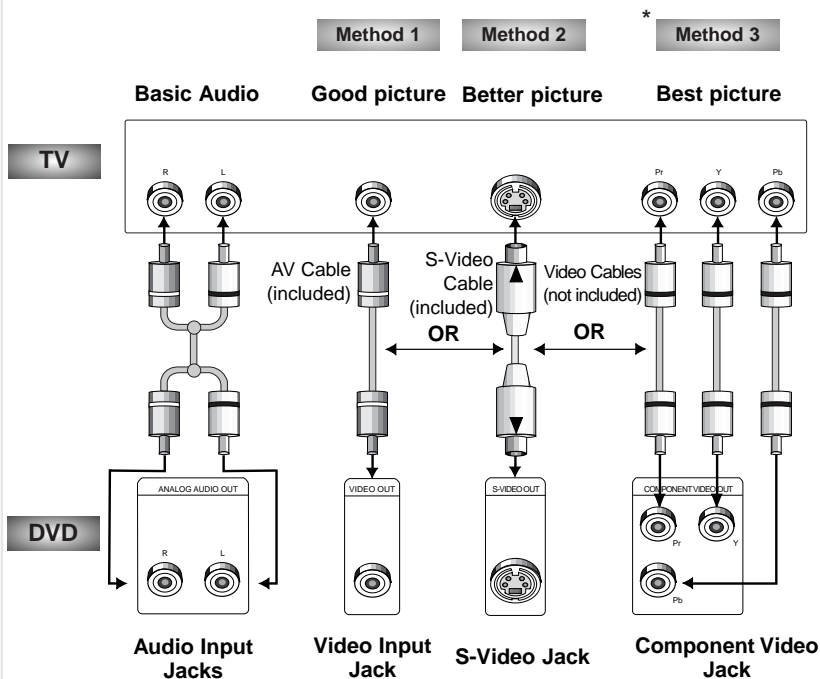 *
Method 1 Method 2 Method 3
Basic Audio Good picture Better picture Best picture
TV
R L Pr Y Pb
AV Cable
(included)
S-Video
Cable
(included)
Video Cables
(not included)
OR OR
ANALOG AUDIO OUT VIDEO OUT S-VIDEO OUT COMPONENT VIDEO OUT
DVD
R L Pr Y
Pb
Audio Input
Jacks
Video Input
Jack
S-Video Jack
Component Video
Jack